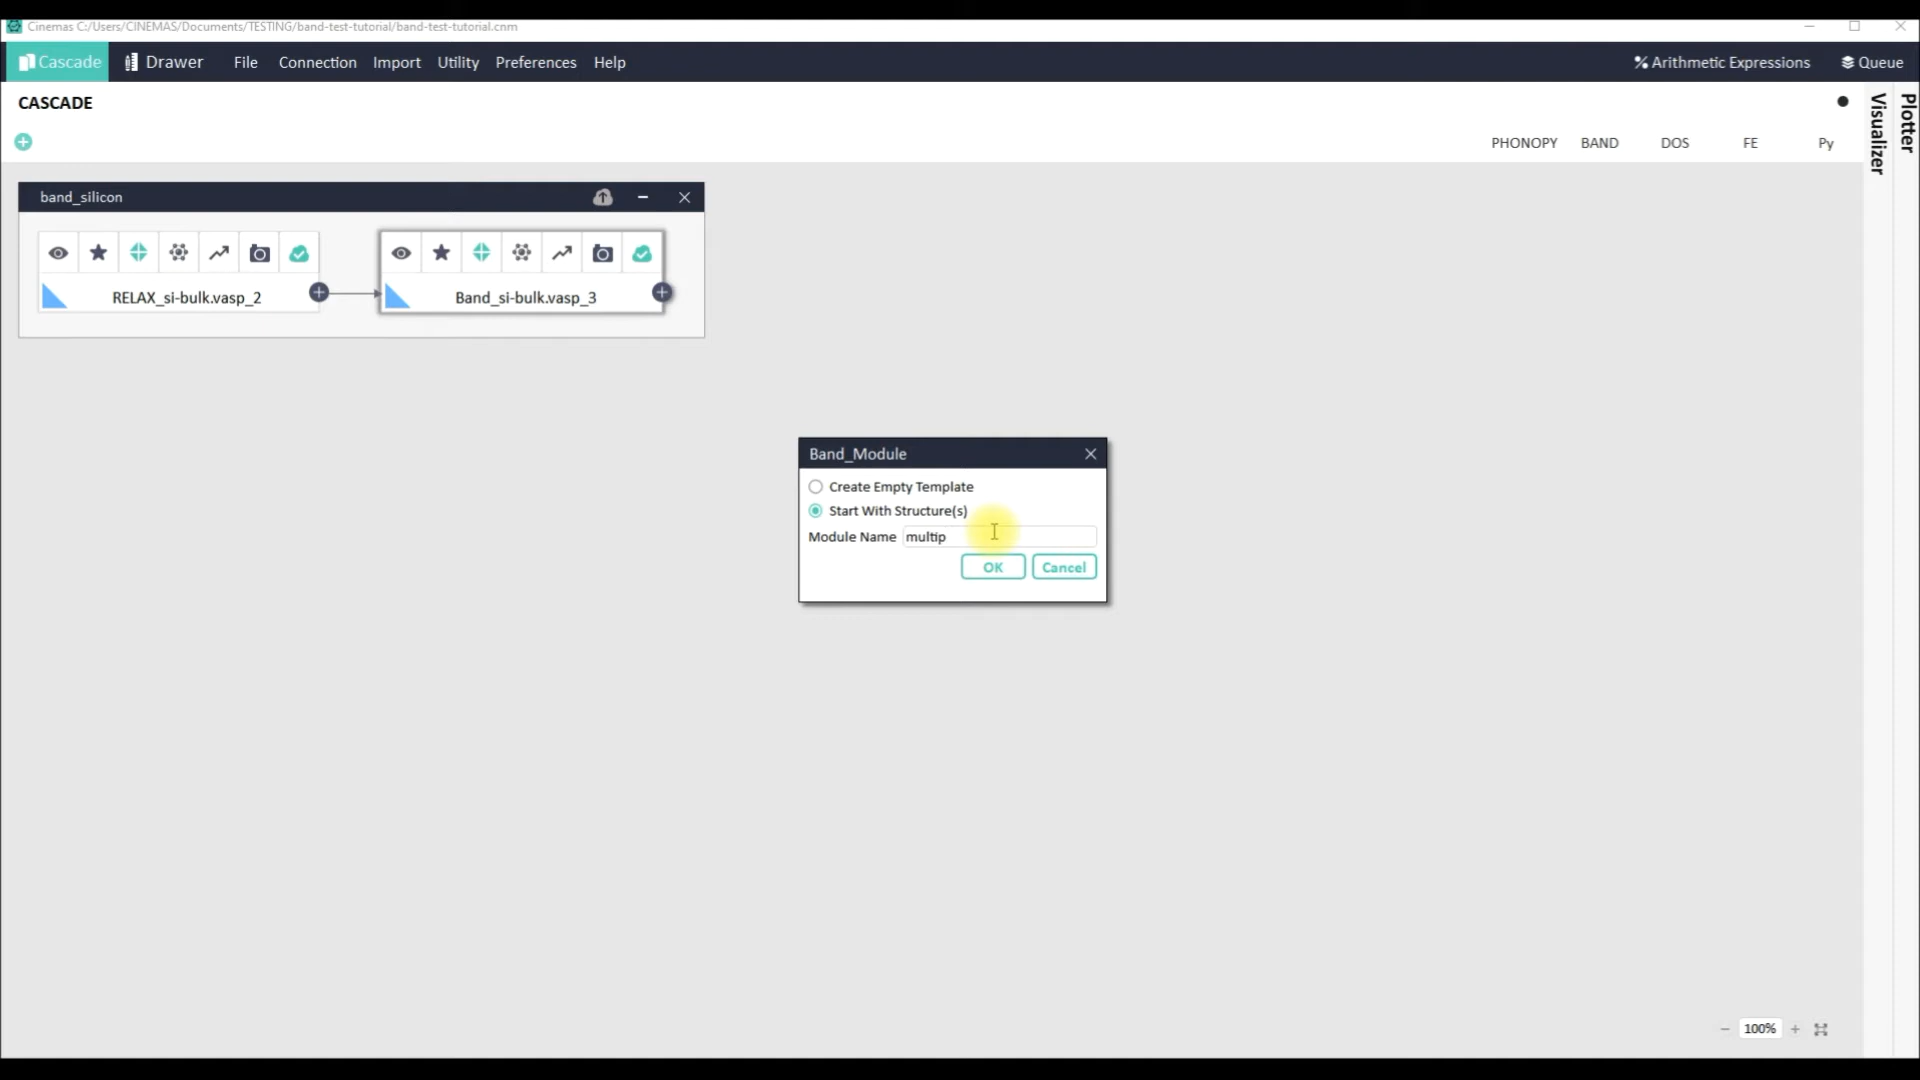 Cinemas C:/Users/CINEMAS/Documents/TESTING/band-test-tutorial/band-test-tutorial.cnm
Cascade Drawer File Connection Import Utility Preferences Help Arithmetic Expressions Queue
CASCADE
PHONOPY BAND DOS FE Py
Visualizer
Plotter
band_silicon
RELAX_si-bulk.vasp_2
Band_si-bulk.vasp_3
Band_Module
Create Empty Template
Start With Structure(s)
Module Name multip
OK Cancel
100%